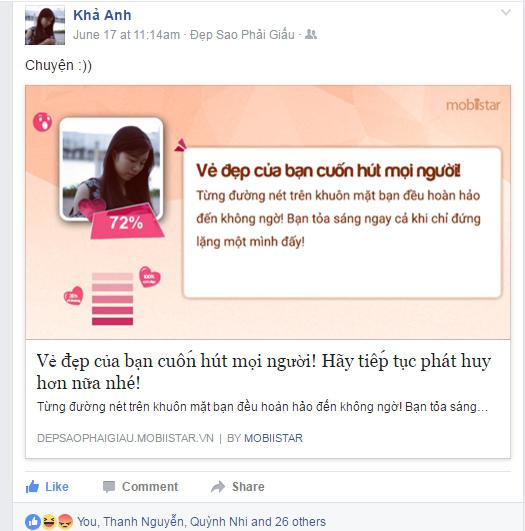 Khả Anh
June 17 at 11:14am · Đẹp Sao Phải Giấu ·
Chuyện :))
mobiistar
Vẻ đẹp của bạn cuốn hút mọi người!
Từng đường nét trên khuôn mặt bạn đều hoàn hảo
đến không ngờ! Bạn tỏa sáng ngay cả khi chỉ đứng
lặng một mình đấy!
72%
100%
Vẻ đẹp của bạn cuốn hút mọi người! Hãy tiếp tục phát huy
hơn nữa nhé!
Từng đường nét trên khuôn mặt bạn đều hoàn hảo đến không ngờ! Bạn tỏa sáng...
DEPSAOPHAIGIAU.MOBIISTAR.VN | BY MOBIISTAR
Like Comment Share
You, Thanh Nguyễn, Quỳnh Nhi and 26 others